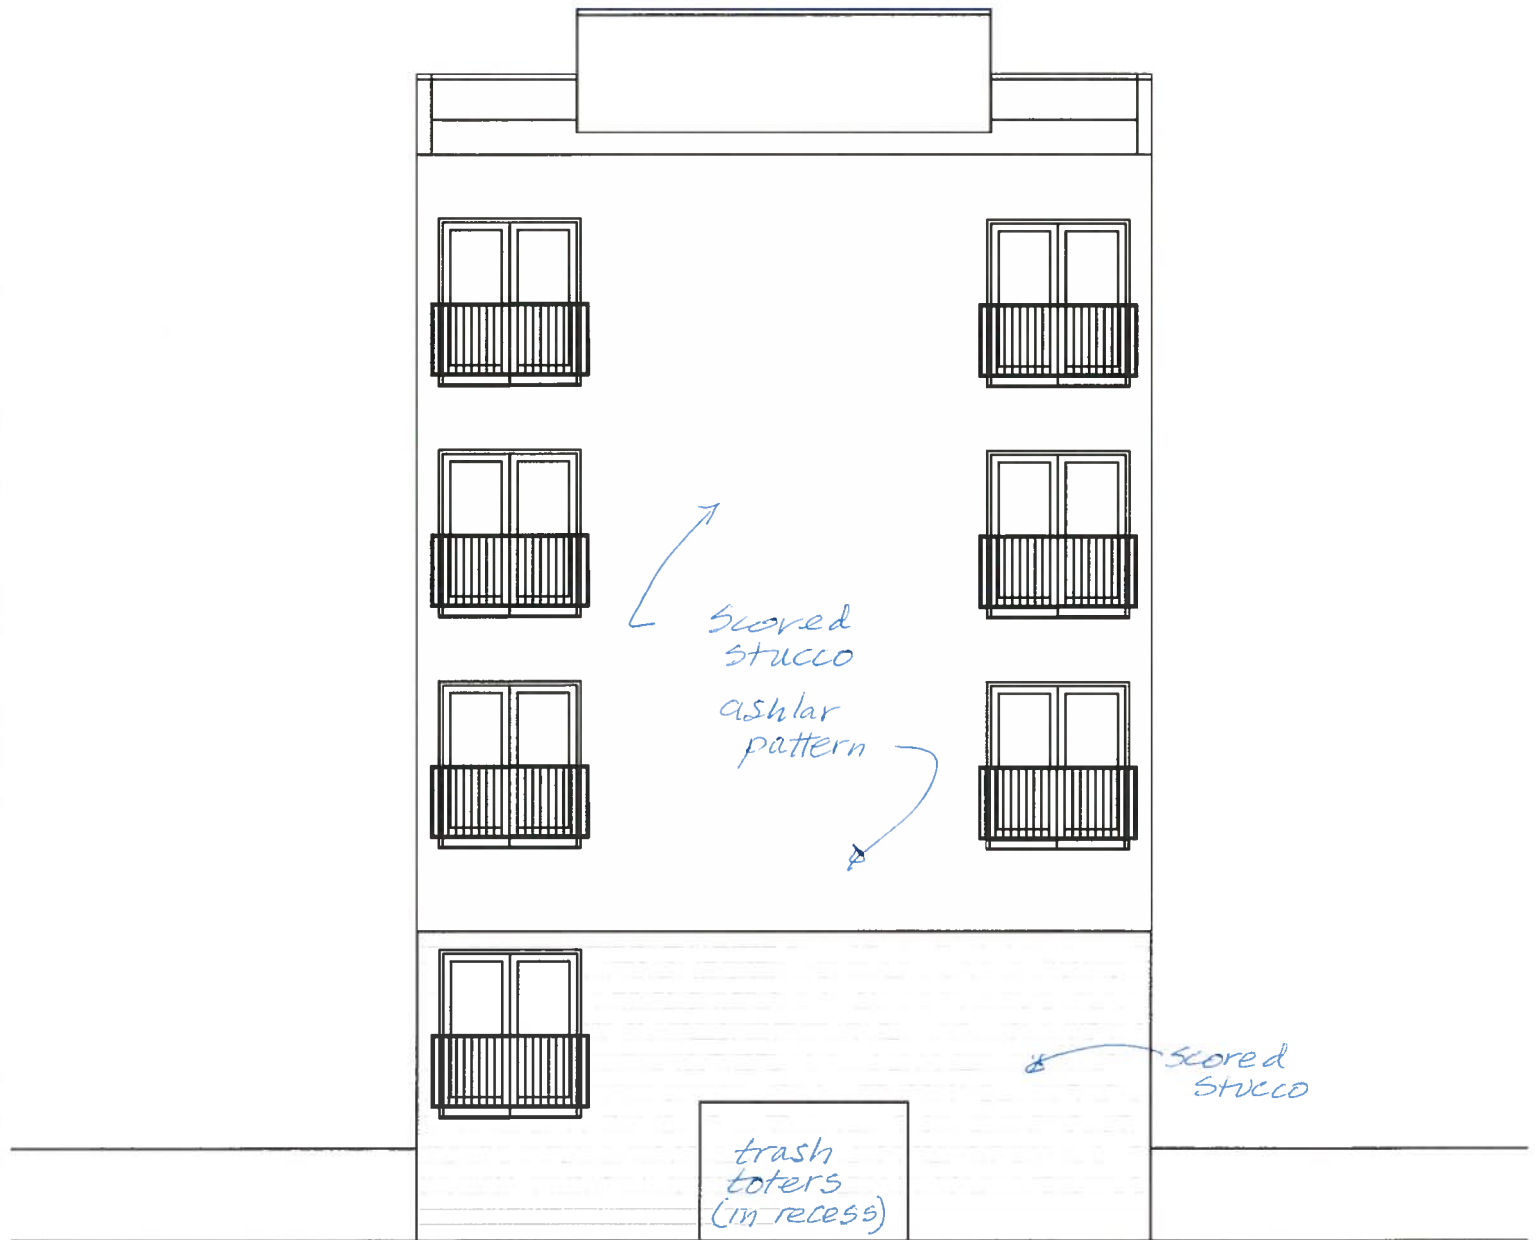 Scored
stucco
ashlar
pattern
scored
stucco
trash
toters
(in recess)